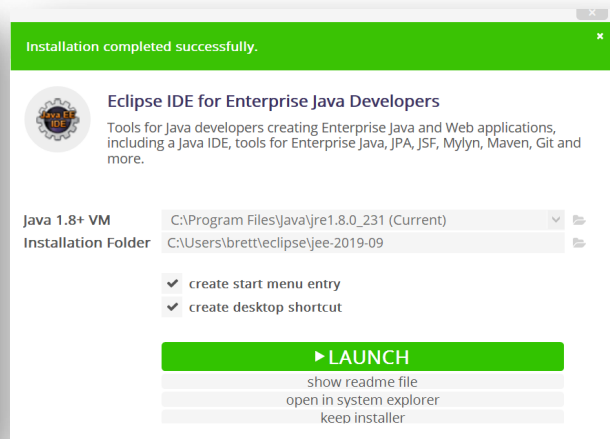 Installation completed successfully.
Java EE
IDE
Eclipse IDE for Enterprise Java Developers
Tools for Java developers creating Enterprise Java and Web applications,
including a Java IDE, tools for Enterprise Java, JPA, JSF, Mylyn, Maven, Git and
more.
Java 1.8+ VM C:\Program Files\Java\jre1.8.0_231 (Current)
Installation Folder C:\Users\brett\eclipse\jee-2019-09
create start menu entry
create desktop shortcut
LAUNCH
show readme file
open in system explorer
keep installer